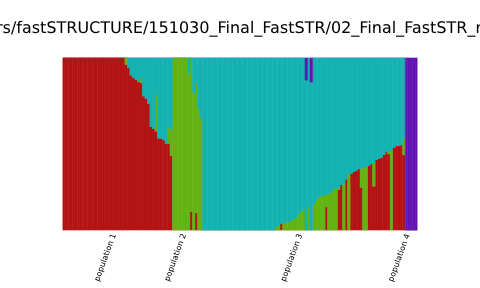 rs/fastSTRUCTURE/151030_Final_FastSTR/02_Final_FastSTR_r
population 1
population 2
population 3
population 4